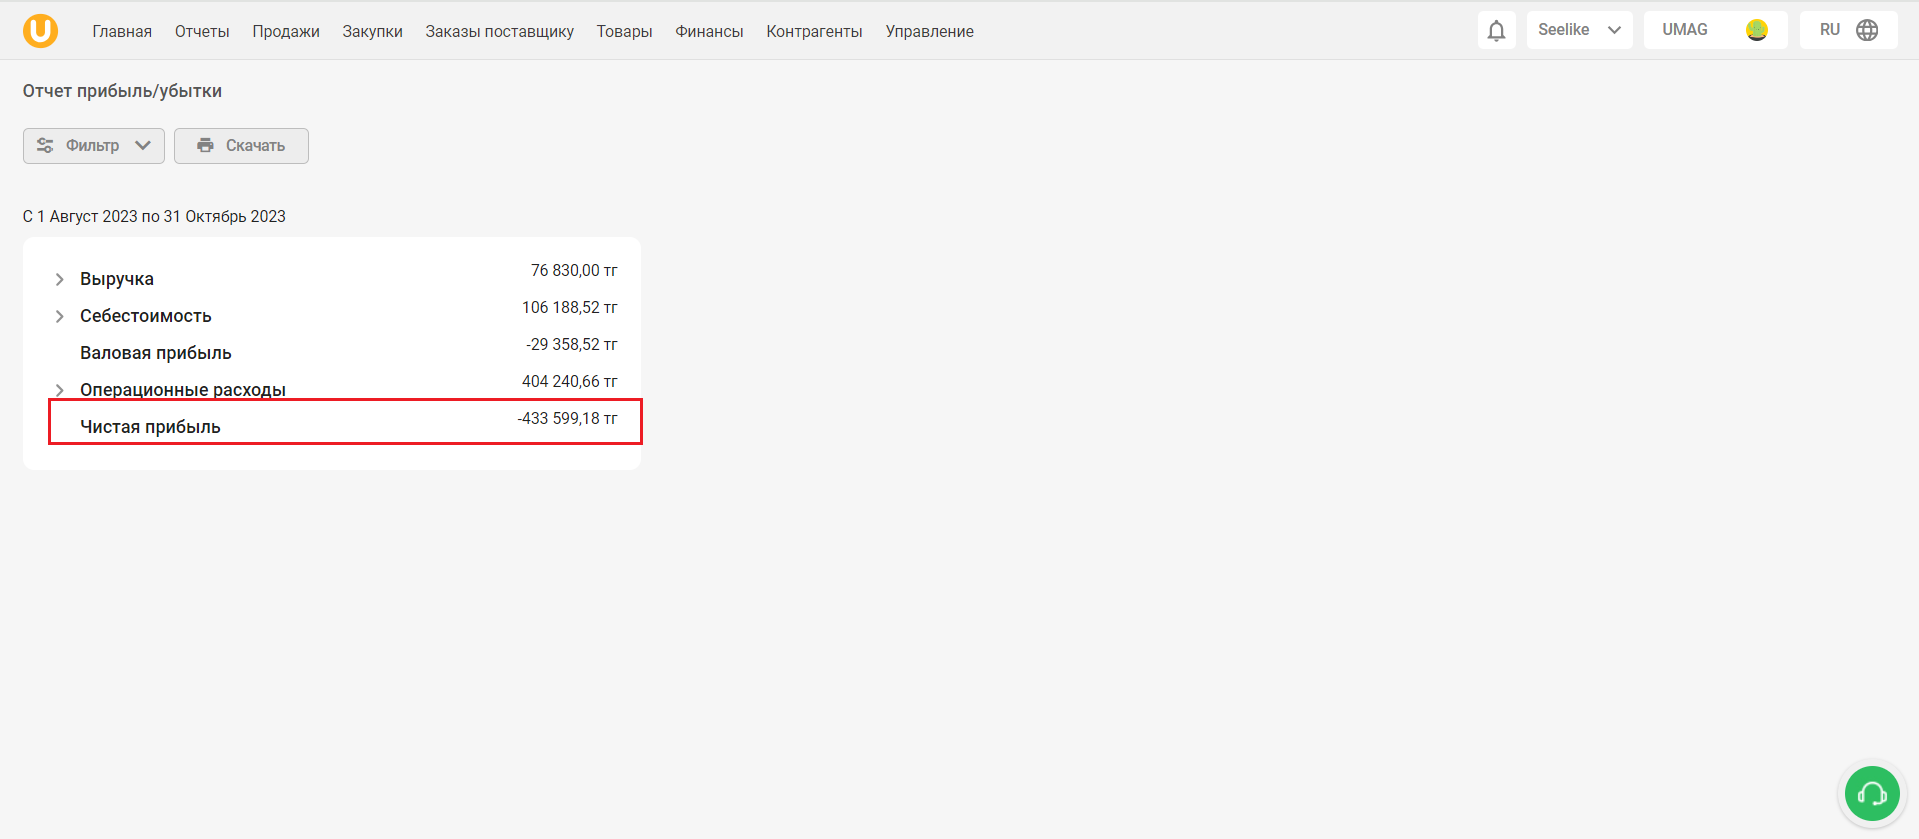 U Главная Отчеты Продажи Закупки Заказы поставщику Товары Финансы Контрагенты Управление Seelike UMAG RU
Отчет прибыль/убытки
Фильтр Скачать
С 1 Август 2023 по 31 Октябрь 2023
Выручка 76 830,00 тг
Себестоимость 106 188,52 тг
Валовая прибыль -29 358,52 тг
Операционные расходы 404 240,66 тг
Чистая прибыль -433 599,18 тг